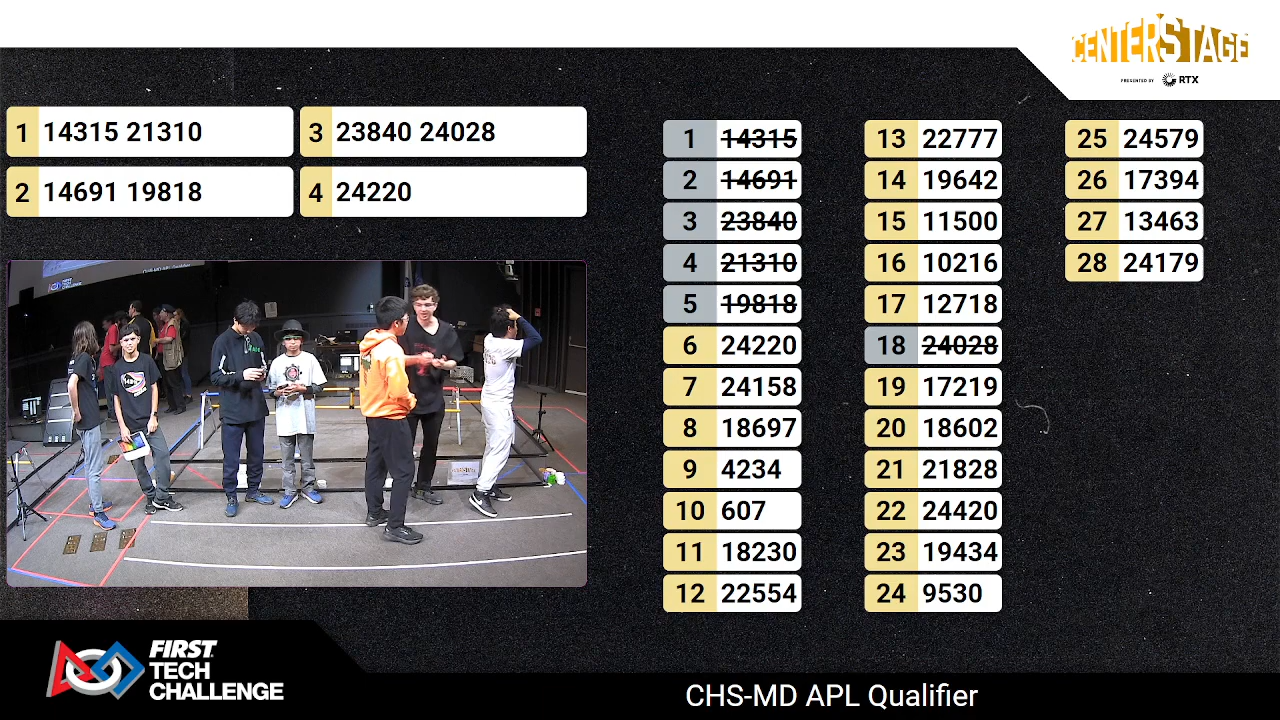 CENTERSTAGE
PRESENTED BY RTX
1 14315 21310
3 23840 24028
2 14691 19818
4 24220
1 14315
2 14691
3 23840
4 21310
5 19818
6 24220
7 24158
8 18697
9 4234
10 607
11 18230
12 22554
13 22777
14 19642
15 11500
16 10216
17 12718
18 24028
19 17219
20 18602
21 21828
22 24420
23 19434
24 9530
25 24579
26 17394
27 13463
28 24179
CHS-MD APL Qualifier
FIRST
TECH
CHALLENGE
CHS-MD APL Qualifier